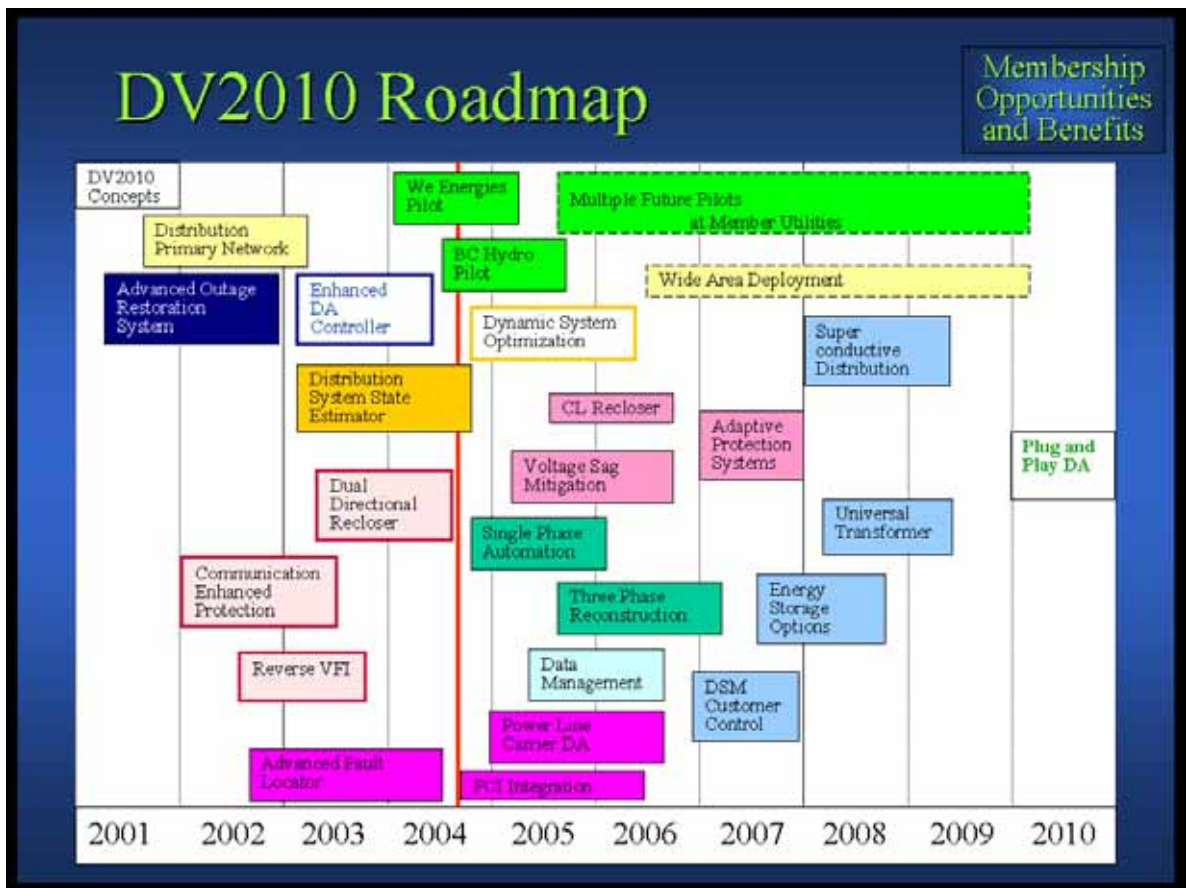 DV2010 Roadmap
Membership
Opportunities
and Benefits
DV2010
Concepts
We Energies
Pilot
Multiple Future Pilots
at Member Utilities
Distribution
Primary Network
BC Hydro
Pilot
Wide Area Deployment
Advanced Outage
Restoration
System
Enhanced
DA
Controller
Dynamic System
Optimization
Super
conductive
Distribution
Distribution
System State
Estimator
CL Recloser
Adaptive
Protection
Systems
Plug and
Play DA
Voltage Sag
Mitigation
Dual
Directional
Recloser
Universal
Transformer
Single Phase
Automation
Communication
Enhanced
Protection
Three Phase
Reconstruction
Energy
Storage
Options
Reverse VFI
Data
Management
DSM
Customer
Control
Power Line
Carrier DA
Advanced Fault
Locator
FCI Integration
2001 2002 2003 2004 2005 2006 2007 2008 2009 2010